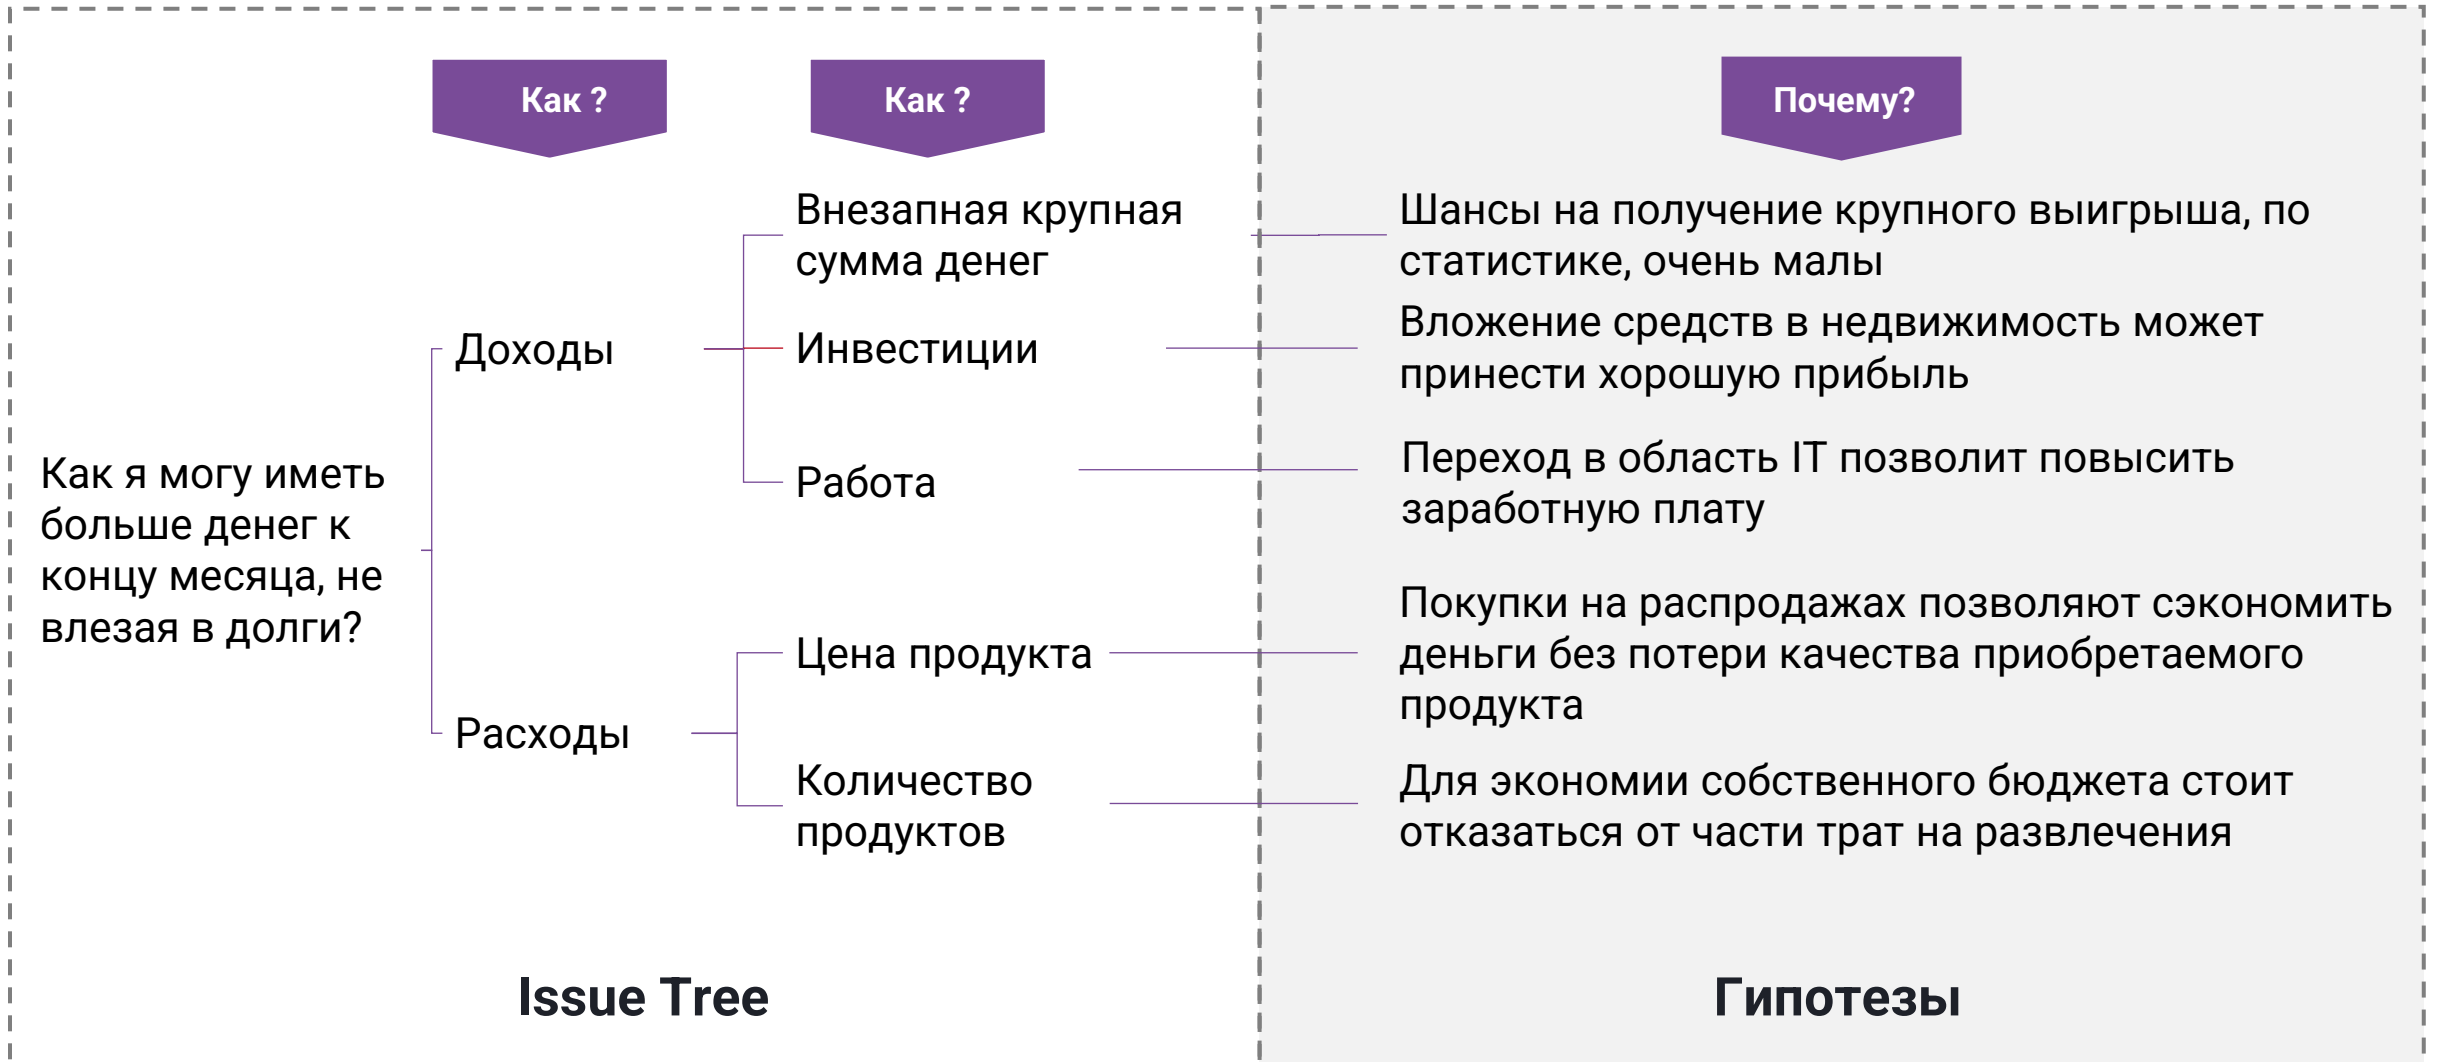 Как ?
Как ?
Почему?
Внезапная крупная
сумма денег
Шансы на получение крупного выигрыша, по
статистике, очень малы
Доходы
Инвестиции
Вложение средств в недвижимость может
принести хорошую прибыль
Как я могу иметь
больше денег к
концу месяца, не
влезая в долги?
Работа
Переход в область IT позволит повысить
заработную плату
Цена продукта
Покупки на распродажах позволяют сэкономить
деньги без потери качества приобретаемого
продукта
Расходы
Количество
продуктов
Для экономии собственного бюджета стоит
отказаться от части трат на развлечения
Issue Tree
Гипотезы